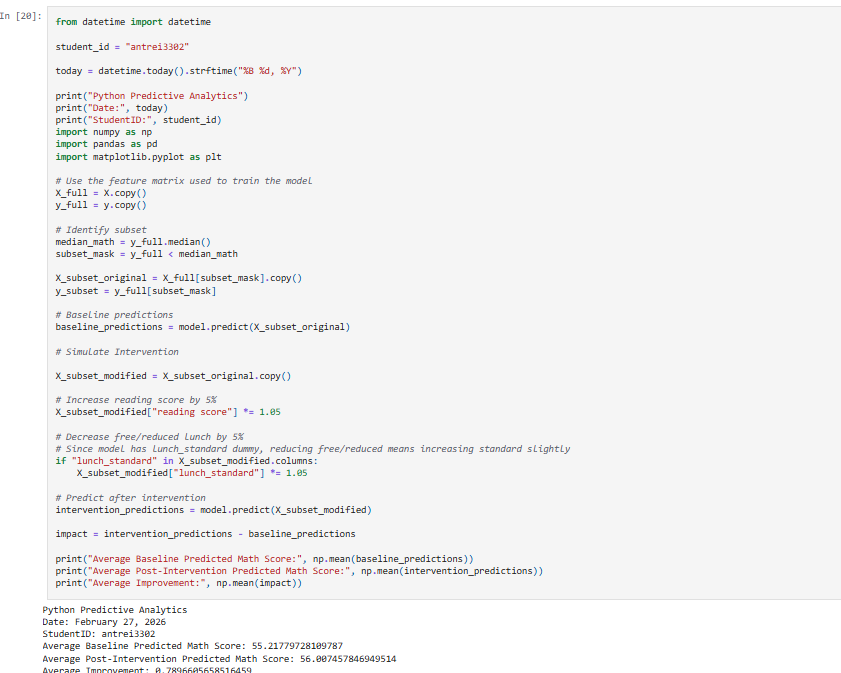 In [20]:
from datetime import datetime
student_id = "antrei3302"
today = datetime.today().strftime("%B %d, %Y")
print("Python Predictive Analytics")
print("Date:", today)
print("StudentID:", student_id)
import numpy as np
import pandas as pd
import matplotlib.pyplot as plt
# Use the feature matrix used to train the model
X_full = X.copy()
y_full = y.copy()
# Identify subset
median_math = y_full.median()
subset_mask = y_full < median_math
X_subset_original = X_full[subset_mask].copy()
y_subset = y_full[subset_mask]
# Baseline predictions
baseline_predictions = model.predict(X_subset_original)
# Simulate Intervention
X_subset_modified = X_subset_original.copy()
# Increase reading score by 5%
X_subset_modified["reading score"] *= 1.05
# Decrease free/reduced Lunch by 5%
# Since model has lunch_standard dummy, reducing free/reduced means increasing standard slightly
if "lunch_standard" in X_subset_modified.columns:
    X_subset_modified["lunch_standard"] *= 1.05
# Predict after intervention
intervention_predictions = model.predict(X_subset_modified)
impact = intervention_predictions - baseline_predictions
print("Average Baseline Predicted Math Score:", np.mean(baseline_predictions))
print("Average Post-Intervention Predicted Math Score:", np.mean(intervention_predictions))
print("Average Improvement:", np.mean(impact))
Python Predictive Analytics
Date: February 27, 2026
StudentID: antrei3302
Average Baseline Predicted Math Score: 55.21779728109787
Average Post-Intervention Predicted Math Score: 56.007457846949514
Average Improvement: 0.7896605658516459